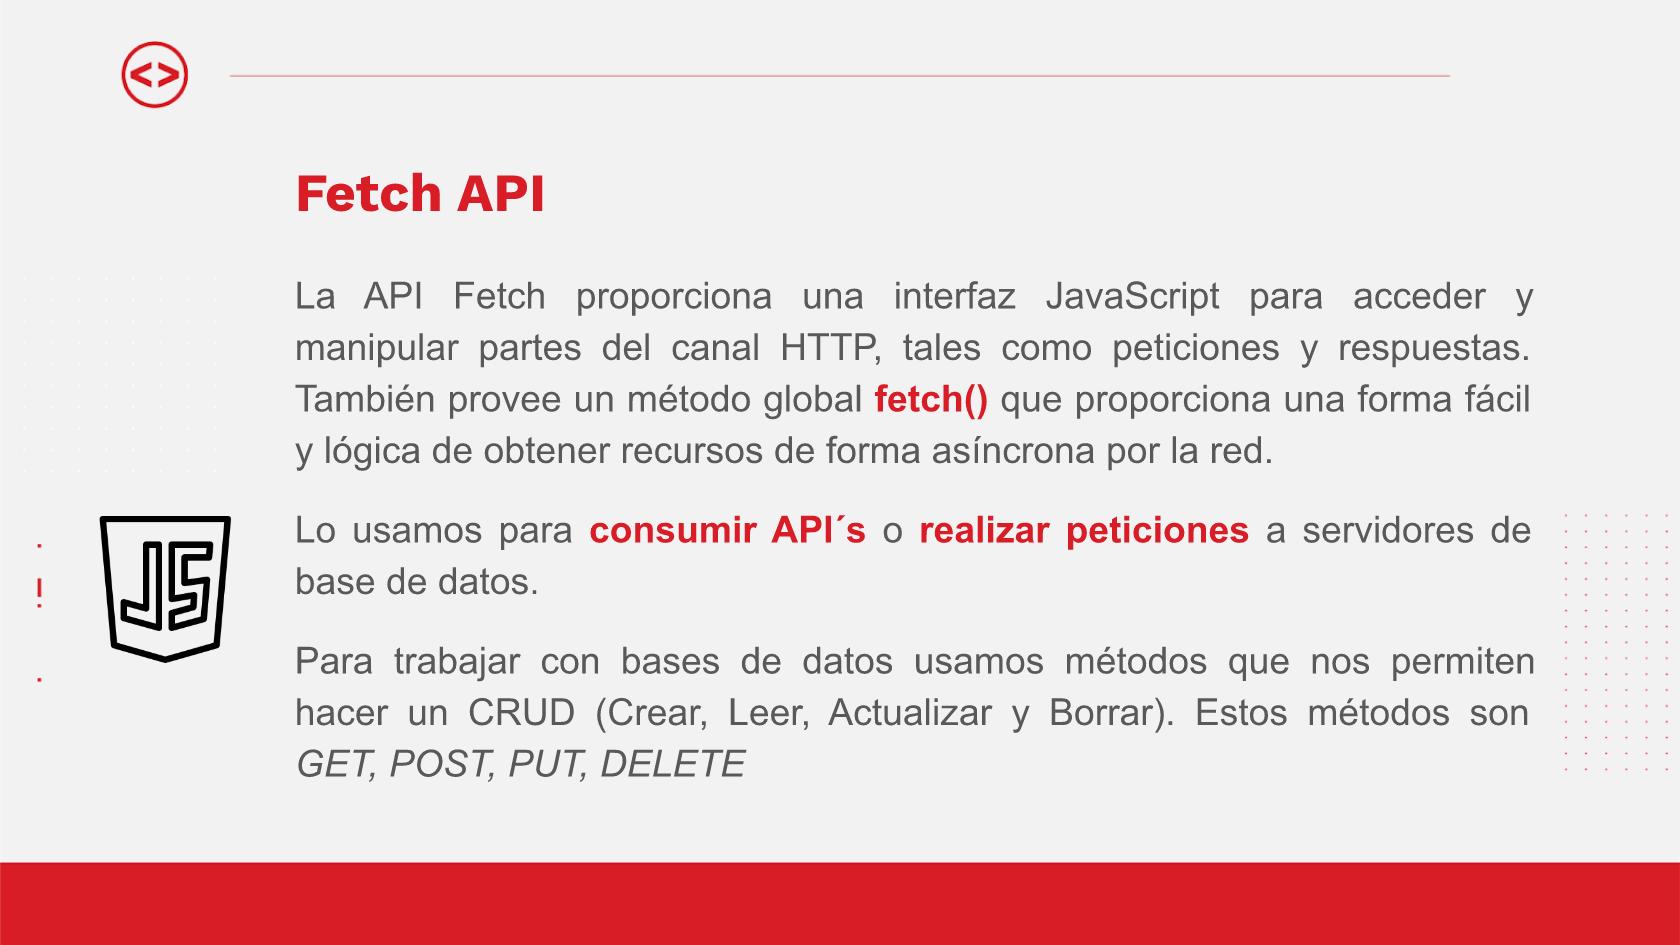 <>
Fetch API
La API Fetch proporciona una interfaz JavaScript para acceder y
manipular partes del canal HTTP, tales como peticiones y respuestas.
También provee un método global fetch() que proporciona una forma fácil
y lógica de obtener recursos de forma asíncrona por la red.
Lo usamos para consumir API´s o realizar peticiones a servidores de
base de datos.
JS
Para trabajar con bases de datos usamos métodos que nos permiten
hacer un CRUD (Crear, Leer, Actualizar y Borrar). Estos métodos son
GET, POST, PUT, DELETE